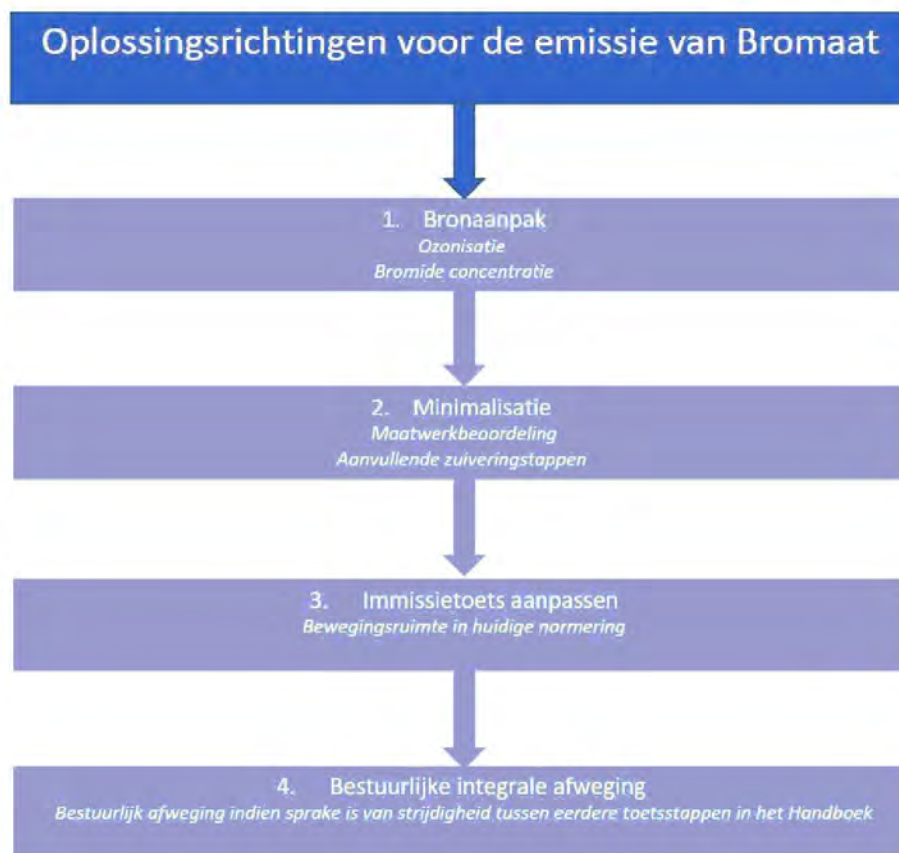 Oplossingsrichtingen voor de emissie van Bromaat
1. Bronaanpak
Ozonisatie
Bromide concentratie
2. Minimalisatie
Maatwerkbeoordeling
Aanvullende zuiveringstappen
3. Immissietoets aanpassen
Bewegingsruimte in huidige normering
4. Bestuurlijke integrale afweging
Bestuurlijk afweging indien sprake is van strijdigheid tussen eerdere toetsstappen in het Handboek